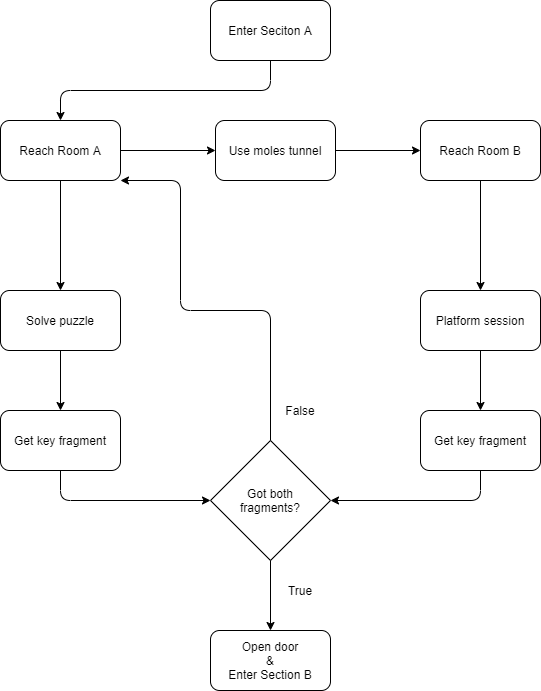 Enter Seciton A
Reach Room A
Use moles tunnel
Reach Room B
Solve puzzle
Platform session
False
Get key fragment
Get key fragment
Got both
fragments?
True
Open door
&
Enter Section B